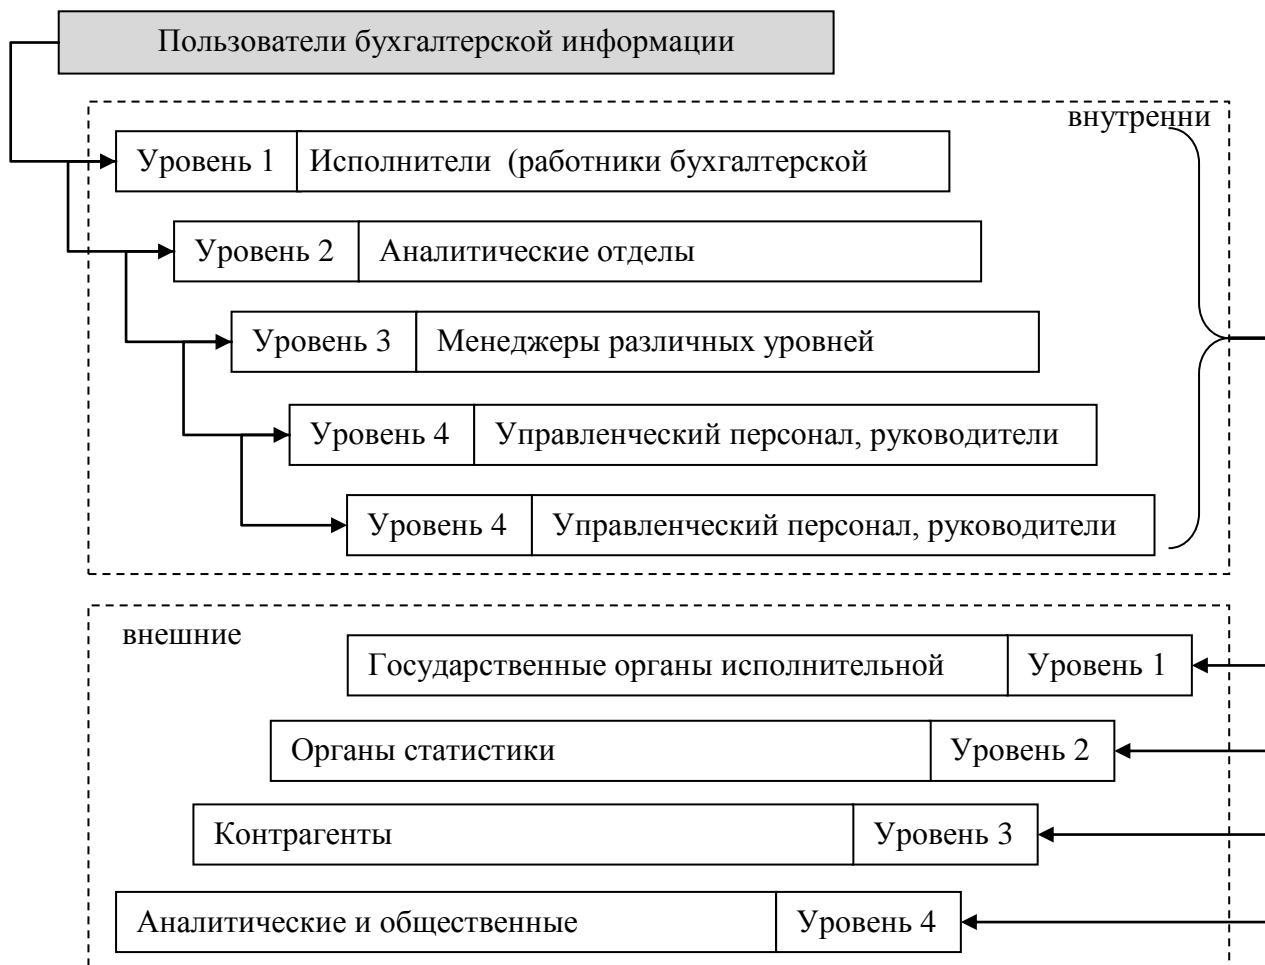 Пользователи бухгалтерской информации
внутренни
Уровень 1 Исполнители (работники бухгалтерской
Уровень 2 Аналитические отделы
Уровень 3 Менеджеры различных уровней
Уровень 4 Управленческий персонал, руководители
Уровень 4 Управленческий персонал, руководители
внешние
Государственные органы исполнительной Уровень 1
Органы статистики Уровень 2
Контрагенты Уровень 3
Аналитические и общественные Уровень 4